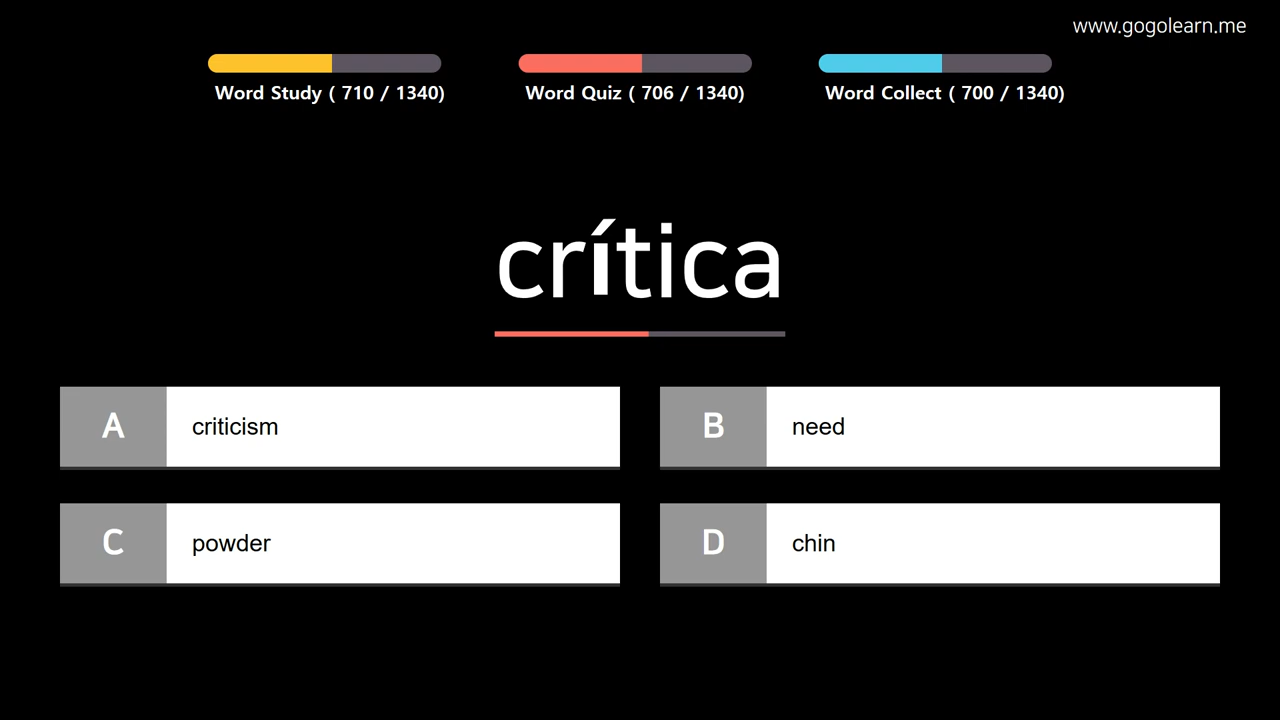 www.gogolearn.me
Word Study ( 710 / 1340)
Word Quiz ( 706 / 1340)
Word Collect ( 700 / 1340)
crítica
A criticism
B need
C powder
D chin